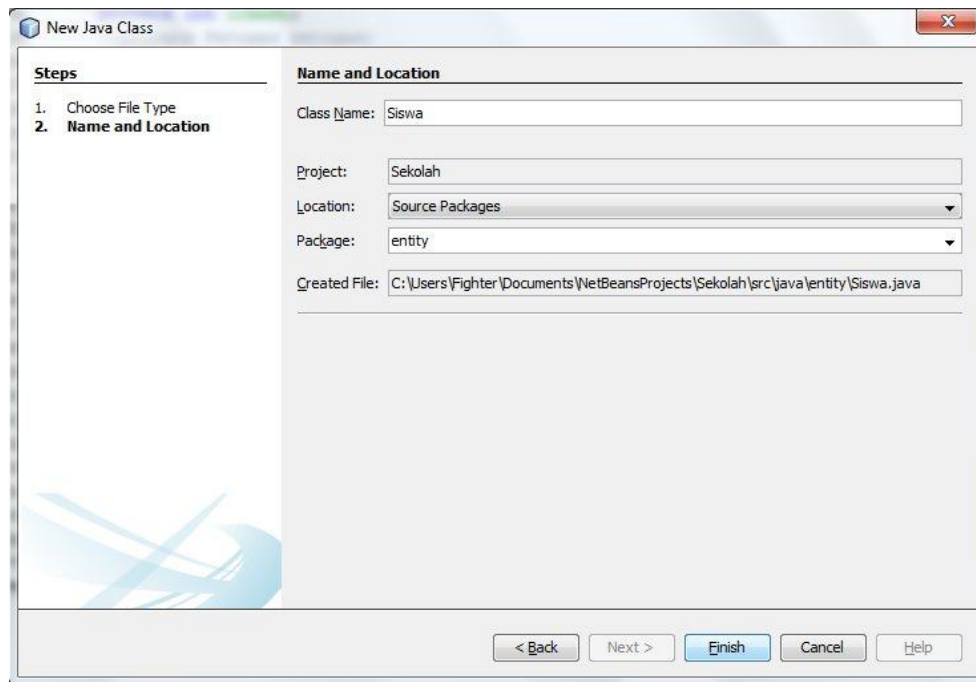 New Java Class
x
Steps
1. Choose File Type
2. Name and Location
Name and Location
Class Name: Siswa
Project: Sekolah
Location: Source Packages
Package: entity
Created File: C:\Users\Fighter\Documents\NetBeansProjects\Sekolah\src\java\entity\Siswa.java
< Back
Next >
Finish
Cancel
Help